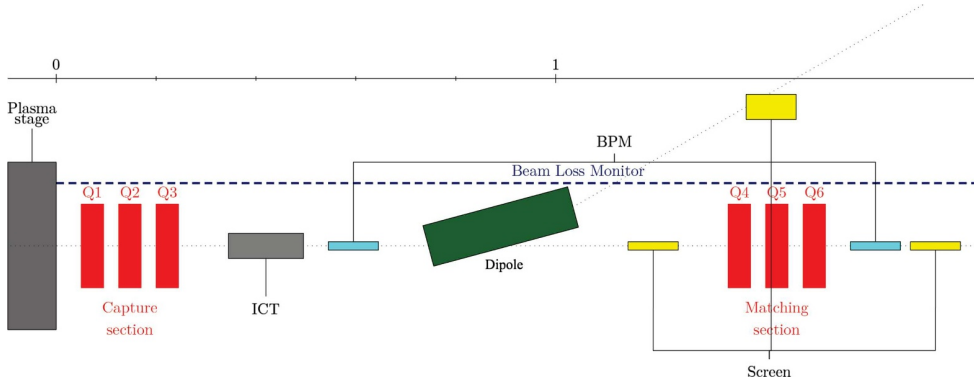 0
1
Plasma
stage
BPM
Beam Loss Monitor
Q1
Q2
Q3
Q4
Q5
Q6
Dipole
Capture
section
ICT
Matching
section
Screen